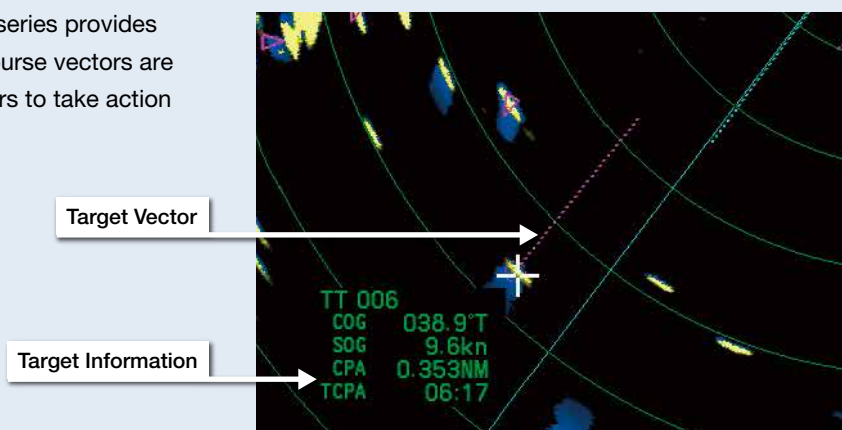 series provides
urse vectors are
rs to take action
Target Vector
Target Information
TT 006
COG 038.9°T
SOG 9.6kn
CPA 0.353NM
TCPA 06:17